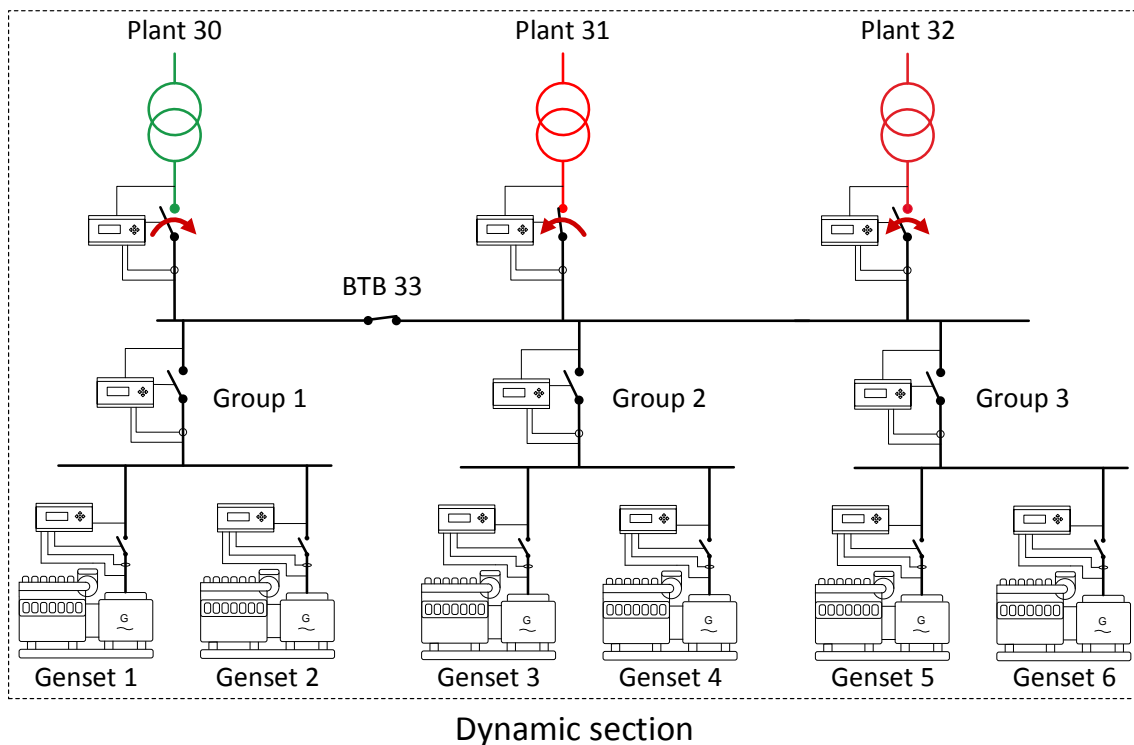 Plant 30 Plant 31 Plant 32
BTB 33
Group 1 Group 2 Group 3
G G G G G G
Genset 1 Genset 2 Genset 3 Genset 4 Genset 5 Genset 6
Dynamic section